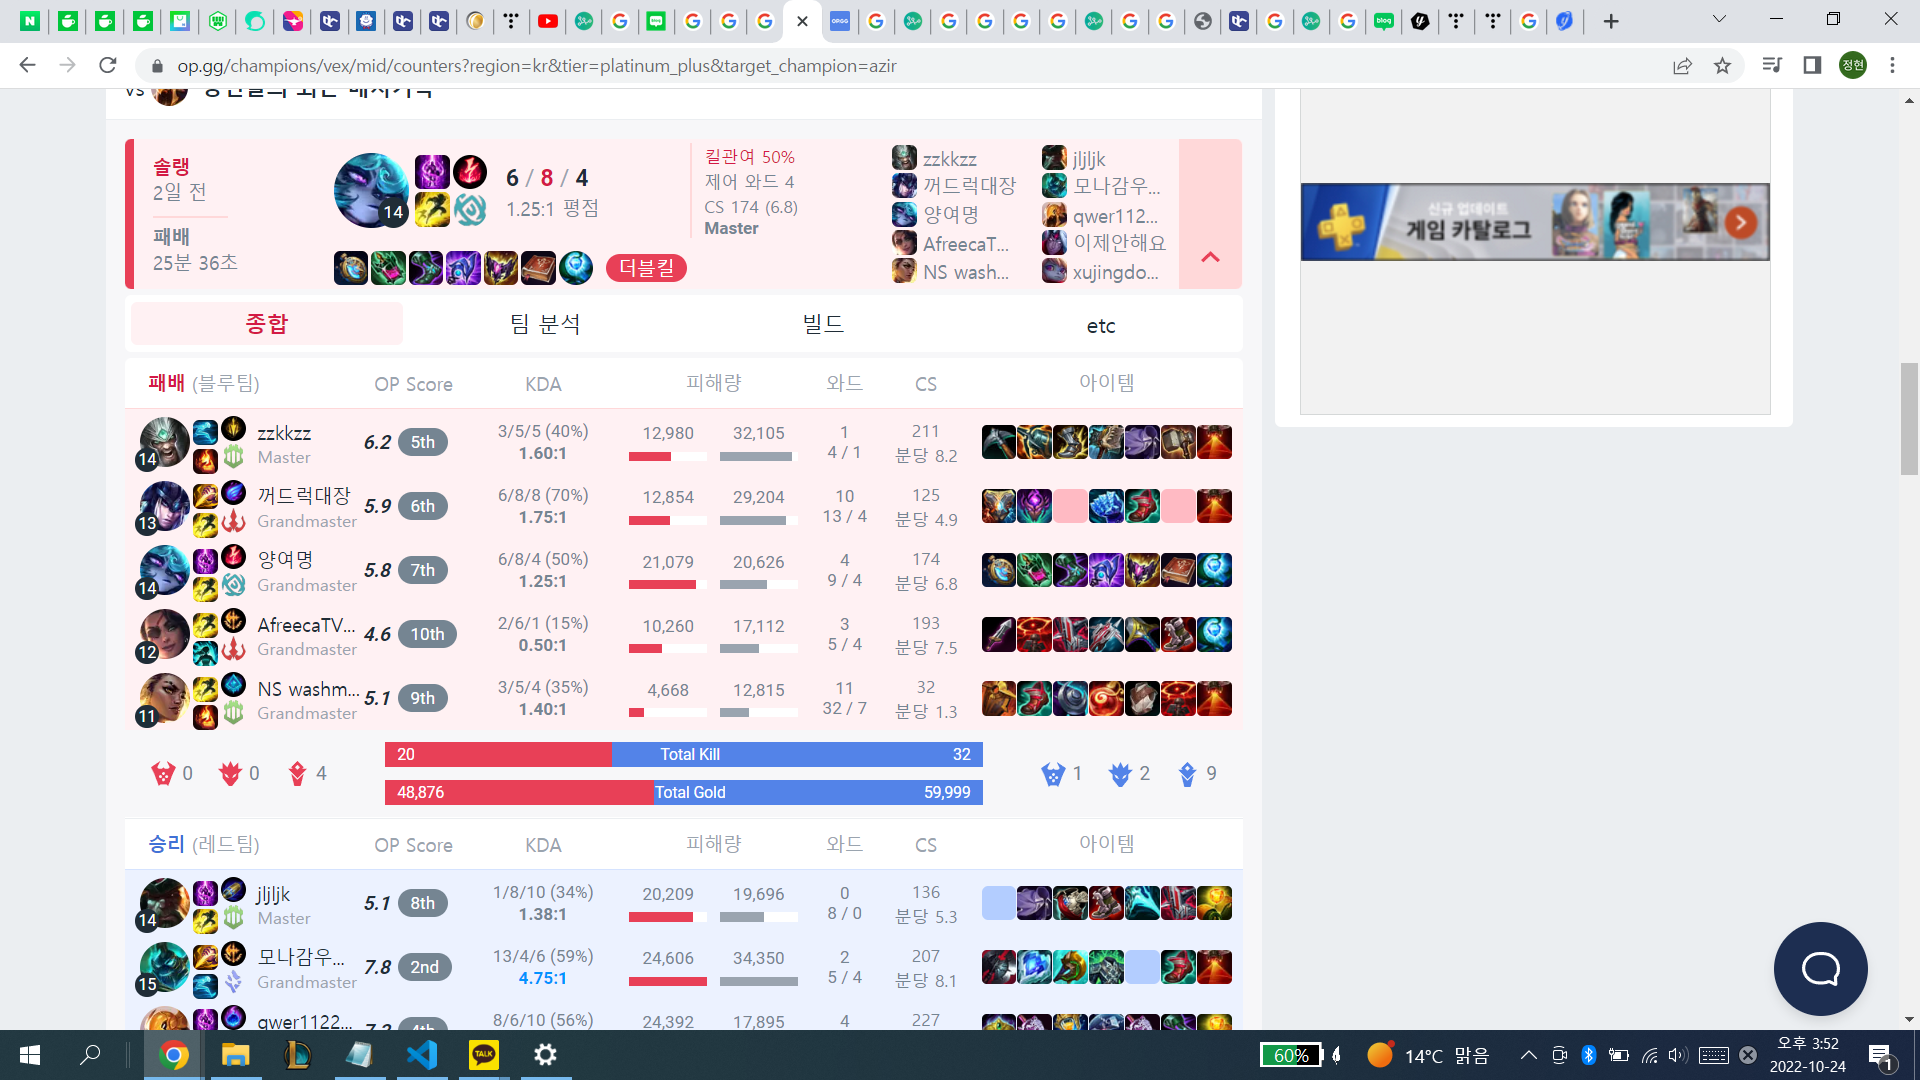 op.gg/champions/vex/mid/counters?region=kr&tier=platinum_plus&target_champion=azir
정현
vs
솔랭
2일 전
패배
25분 36초
14
6 / 8 / 4
1.25:1 평점
더블킬
킬관여 50%
제어 와드 4
CS 174 (6.8)
Master
zzkkzz
꺼드럭대장
양여명
AfreecaT...
NS wash...
jljljk
모나감우...
qwer112...
이제안해요
xujingdo...
신규 업데이트
게임 카탈로그
종합
팀 분석
빌드
etc
패배 (블루팀) OP Score KDA 피해량 와드 CS 아이템
14 zzkkzz Master 6.2 5th 3/5/5 (40%) 1.60:1 12,980 32,105 1 4 / 1 211 분당 8.2
13 꺼드럭대장 Grandmaster 5.9 6th 6/8/8 (70%) 1.75:1 12,854 29,204 10 13 / 4 125 분당 4.9
14 양여명 Grandmaster 5.8 7th 6/8/4 (50%) 1.25:1 21,079 20,626 4 9 / 4 174 분당 6.8
12 AfreecaTV... Grandmaster 4.6 10th 2/6/1 (15%) 0.50:1 10,260 17,112 3 5 / 4 193 분당 7.5
11 NS washm... Grandmaster 5.1 9th 3/5/4 (35%) 1.40:1 4,668 12,815 11 32 / 7 32 분당 1.3
0 0 4
20 Total Kill 32
48,876 Total Gold 59,999
1 2 9
승리 (레드팀) OP Score KDA 피해량 와드 CS 아이템
14 jljljk Master 5.1 8th 1/8/10 (34%) 1.38:1 20,209 19,696 0 8 / 0 136 분당 5.3
15 모나감우... Grandmaster 7.8 2nd 13/4/6 (59%) 4.75:1 24,606 34,350 2 5 / 4 207 분당 8.1
qwer1122... 7.2 4th 8/6/10 (56%) 24,392 17,895 4 227
TALK
60%
14°C 맑음
오후 3:52
2022-10-24
1